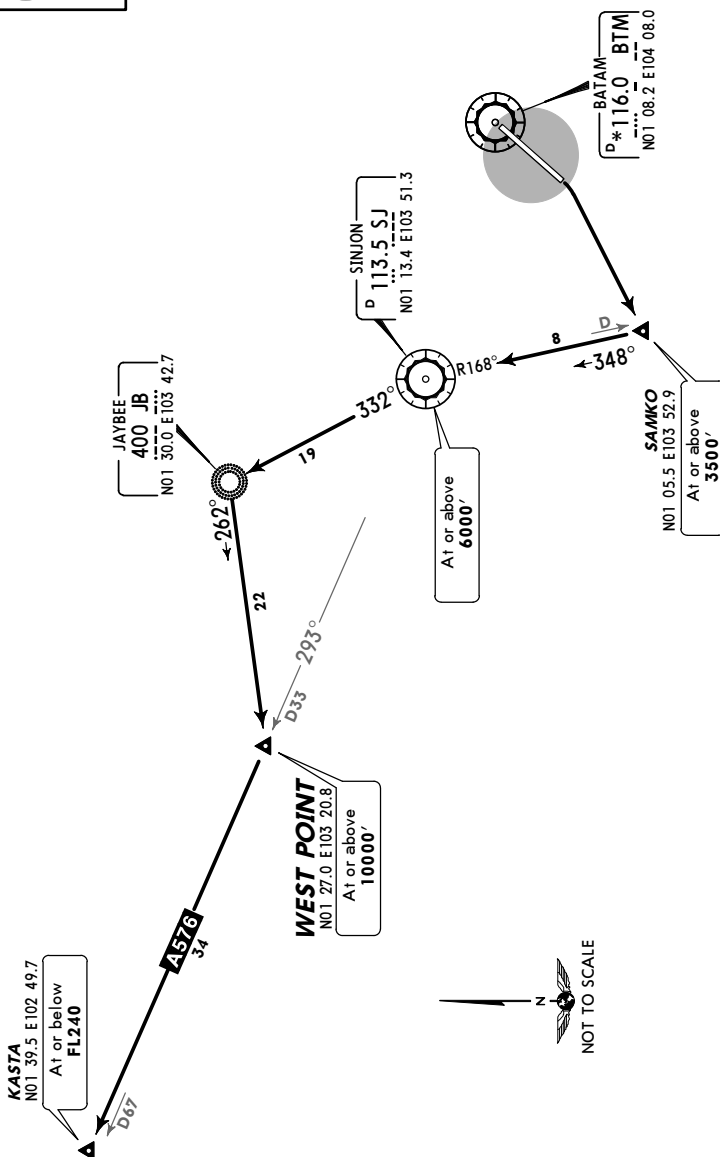 KASTA
N01 39.5 E102 49.7
At or below
FL240
D67
A576
34
WEST POINT
N01 27.0 E103 20.8
At or above
10000'
D33
293°
22
262°
JAYBEE
400 JB
N01 30.0 E103 42.7
19
332°
SINJON
D 113.5 SJ
N01 13.4 E103 51.3
At or above
6000'
R168°
8
348°
D
SAMKO
N01 05.5 E103 52.9
At or above
3500'
BATAM
D *116.0 BTM
N01 08.2 E104 08.0
N
NOT TO SCALE